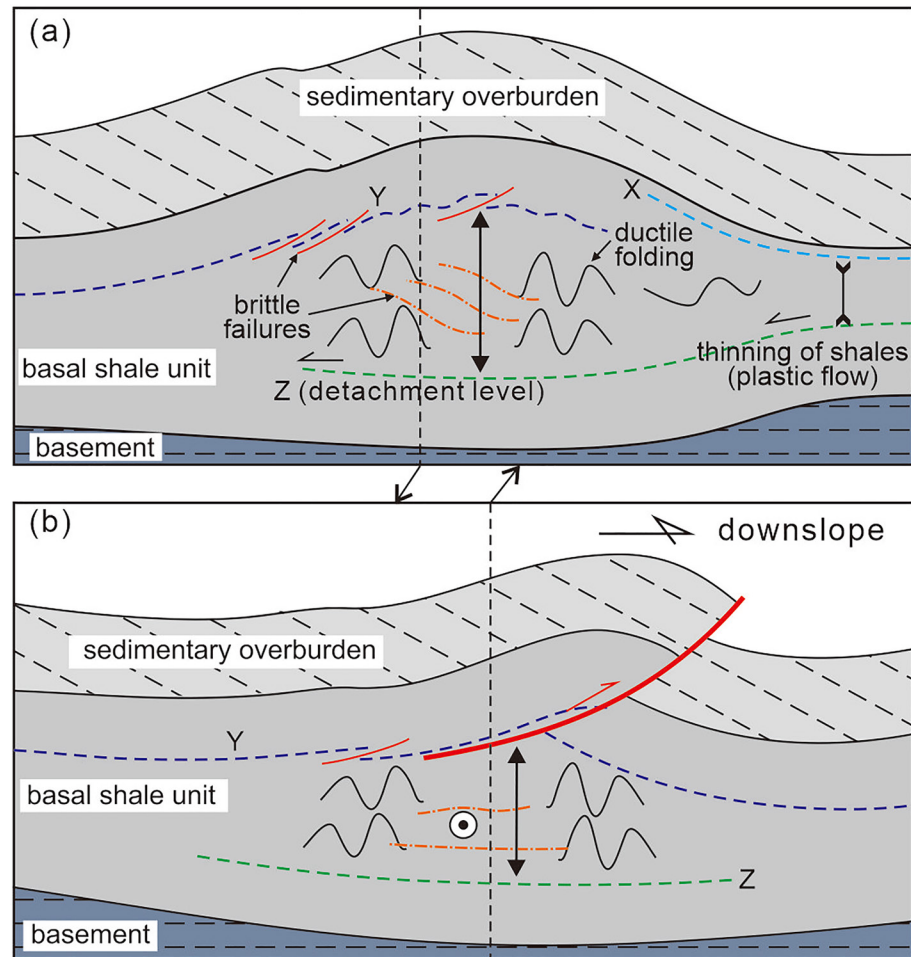 (a)
sedimentary overburden
X
Y
ductile
folding
brittle
failures
thinning of shales
(plastic flow)
basal shale unit
Z (detachment level)
basement
(b)
downslope
sedimentary overburden
Y
basal shale unit
Z
basement